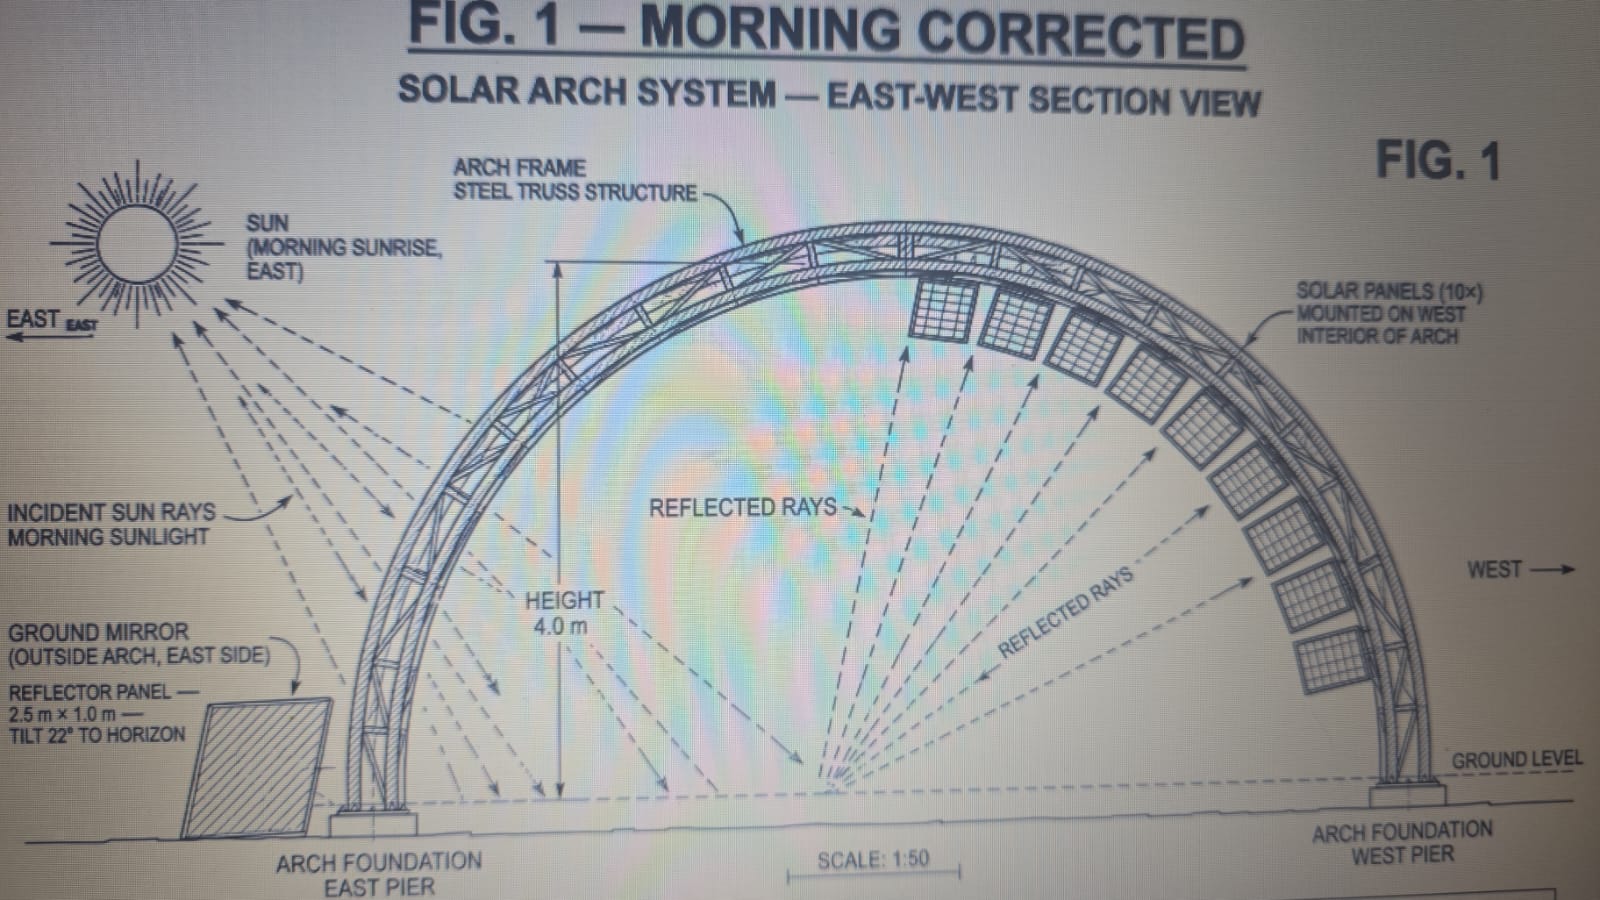 FIG. 1 — MORNING CORRECTED
SOLAR ARCH SYSTEM — EAST-WEST SECTION VIEW
FIG. 1
ARCH FRAME
STEEL TRUSS STRUCTURE
SUN
(MORNING SUNRISE,
EAST)
EAST EAST
SOLAR PANELS (10×)
MOUNTED ON WEST
INTERIOR OF ARCH
INCIDENT SUN RAYS
MORNING SUNLIGHT
REFLECTED RAYS
REFLECTED RAYS
WEST
HEIGHT
4.0 m
GROUND MIRROR
(OUTSIDE ARCH, EAST SIDE)
REFLECTOR PANEL —
2.5 m × 1.0 m —
TILT 22° TO HORIZON
GROUND LEVEL
ARCH FOUNDATION
EAST PIER
SCALE: 1:50
ARCH FOUNDATION
WEST PIER